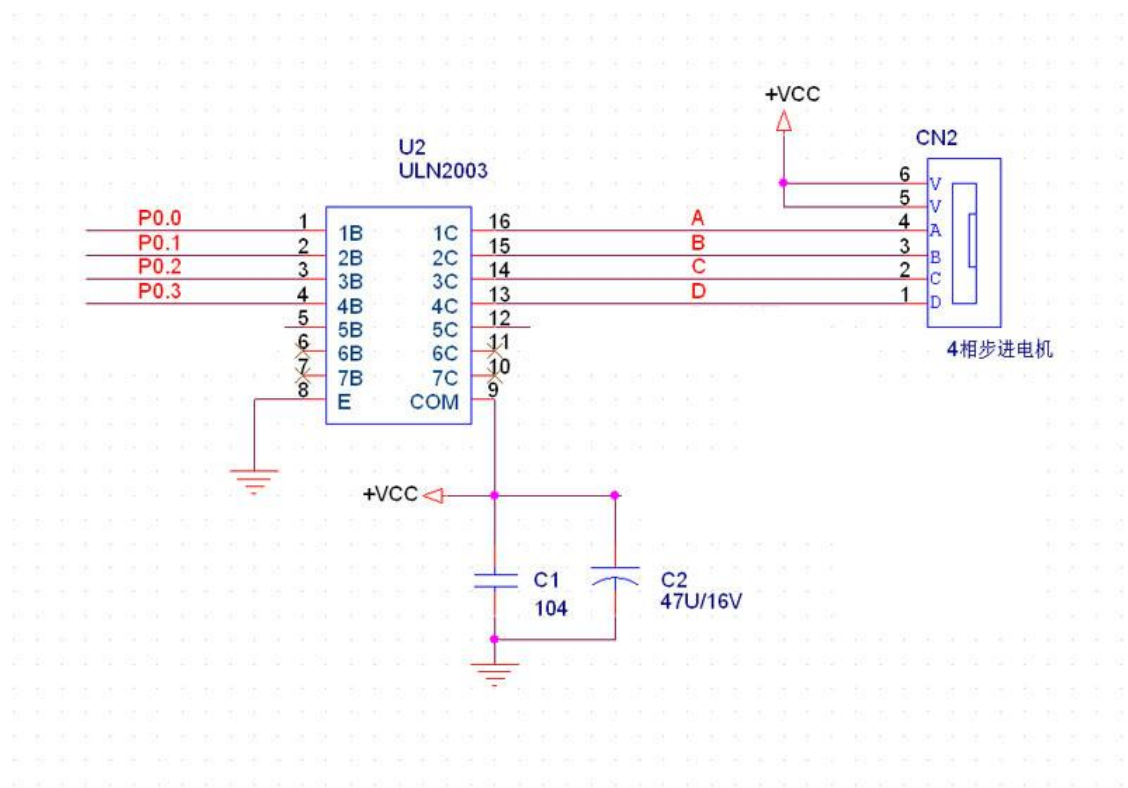 +VCC
CN2
U2
ULN2003
6 V
5 V
P0.0 1 1B 1C 16 A 4 A
P0.1 2 2B 2C 15 B 3 B
P0.2 3 3B 3C 14 C 2 C
P0.3 4 4B 4C 13 D 1 D
5 5B 5C 12
6 6B 6C 11
7 7B 7C 10
8 E COM 9
4相步进电机
+VCC
C1
104
C2
47U/16V